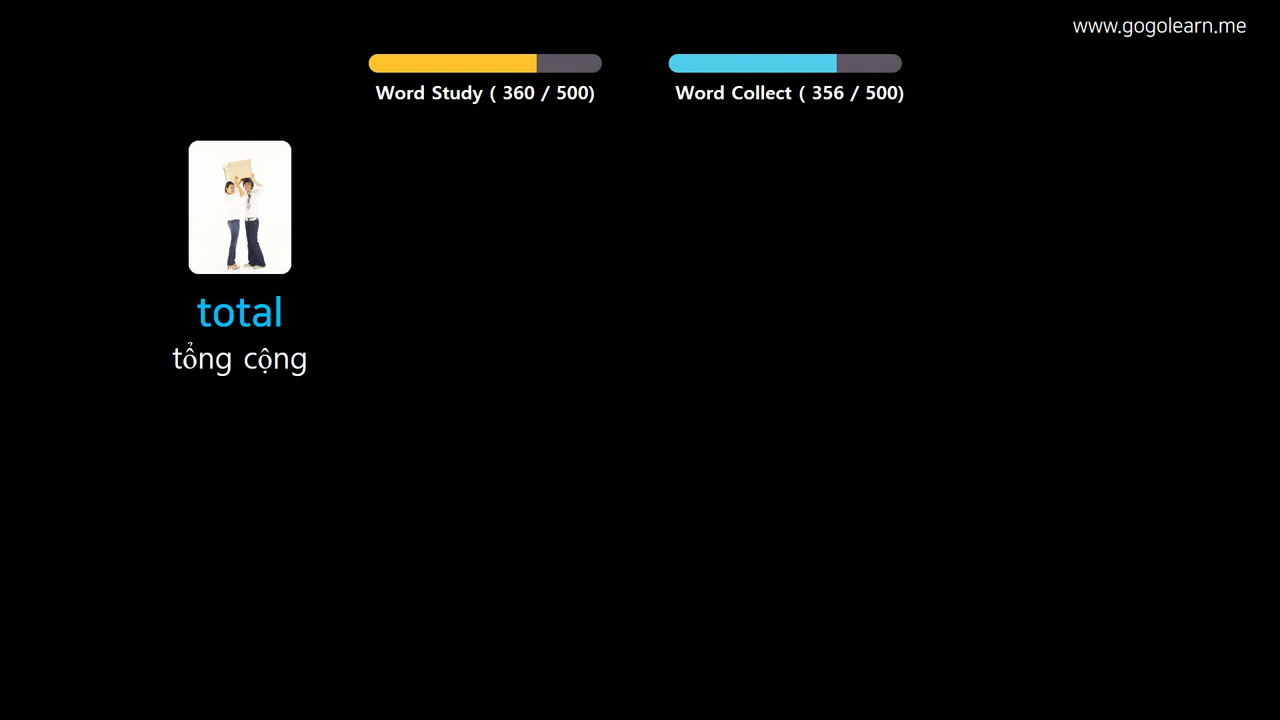 www.gogolearn.me
Word Study ( 360 / 500)
Word Collect ( 356 / 500)
total
tổng cộng